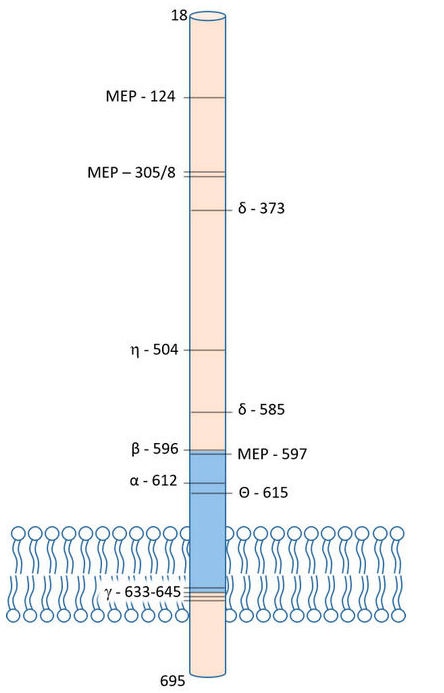 18
MEP - 124
MEP – 305/8
δ - 373
η - 504
δ - 585
β - 596
MEP - 597
α - 612
Θ - 615
γ - 633-645
695